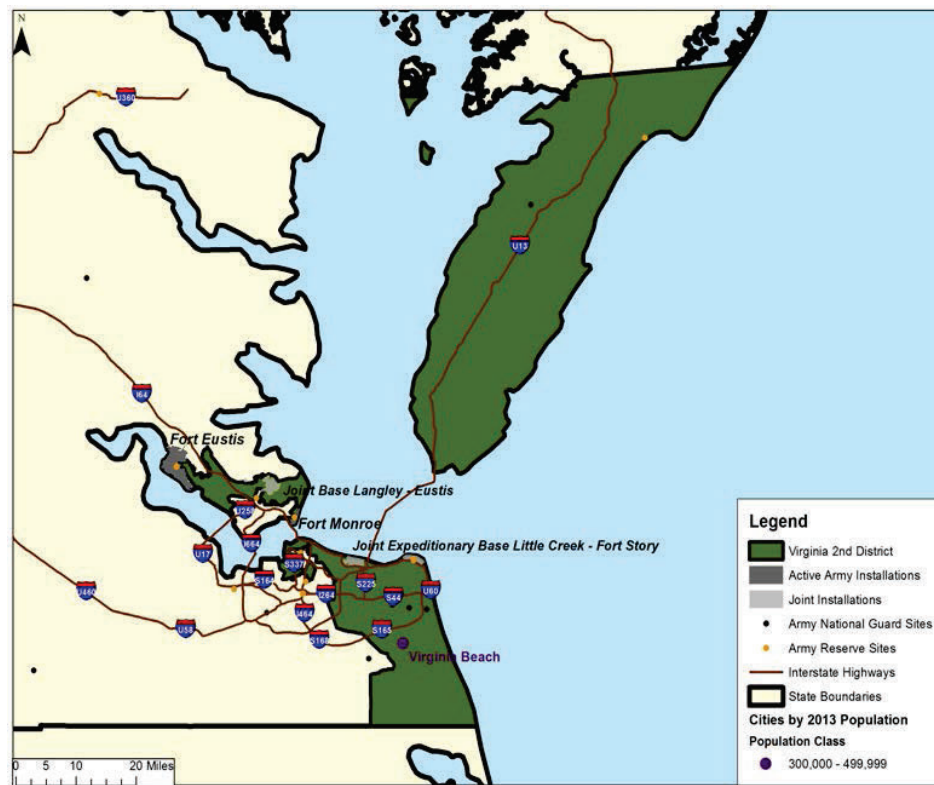 N
U360
U13
I64
Fort Eustis
Joint Base Langley - Eustis
U258
Fort Monroe
I664
Joint Expeditionary Base Little Creek - Fort Story
U17
S337
S164
S225
U60
U460
I264
S44
I464
U58
S165
S168
Virginia Beach
0 5 10 20 Miles
Legend
Virginia 2nd District
Active Army Installations
Joint Installations
Army National Guard Sites
Army Reserve Sites
Interstate Highways
State Boundaries
Cities by 2013 Population
Population Class
300,000 - 499,999